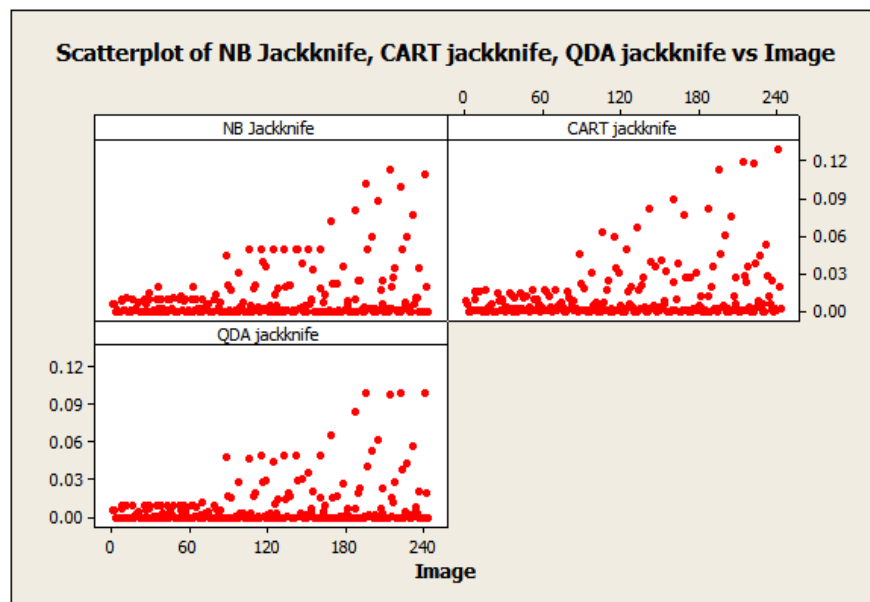 Scatterplot of NB Jackknife, CART jackknife, QDA jackknife vs Image
0 60 120 180 240
NB Jackknife CART jackknife
0.12
0.09
0.06
0.03
0.00
QDA jackknife
0.12
0.09
0.06
0.03
0.00
0 60 120 180 240
Image